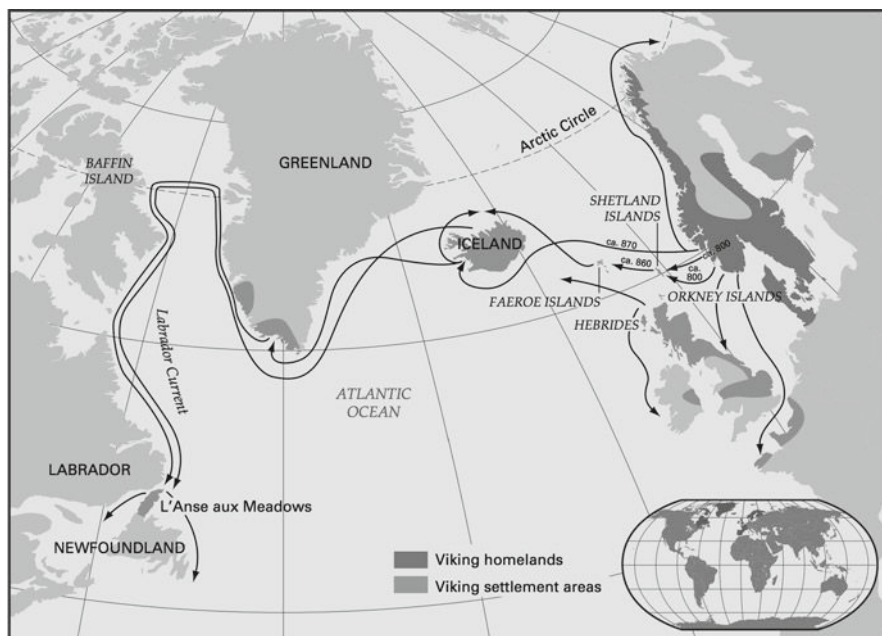 BAFFIN
ISLAND
GREENLAND
Arctic Circle
SHETLAND
ISLANDS
ICELAND
ca. 870
ca. 860
ca. 800
ca.
800
FAEROE ISLANDS
ORKNEY ISLANDS
HEBRIDES
Labrador Current
ATLANTIC
OCEAN
LABRADOR
L'Anse aux Meadows
NEWFOUNDLAND
Viking homelands
Viking settlement areas